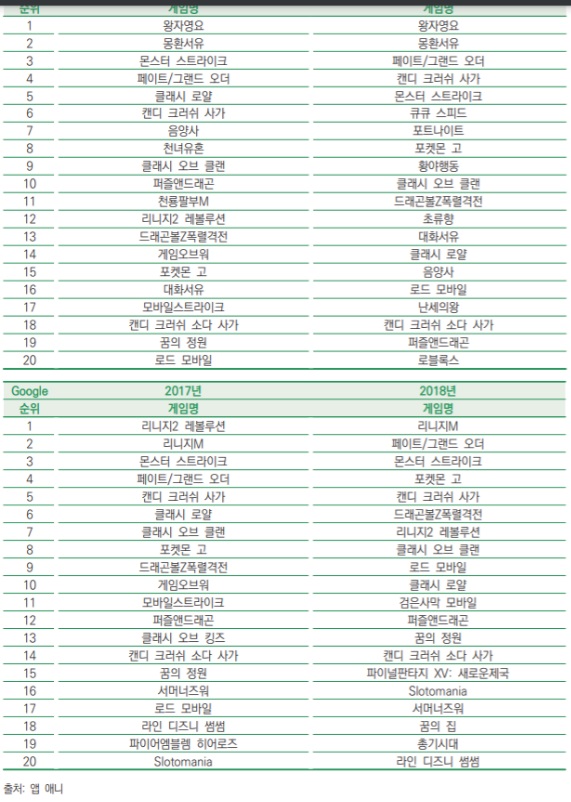 순위 게임명 게임명
1 왕자영요 왕자영요
2 몽환서유 몽환서유
3 몬스터 스트라이크 페이트/그랜드 오더
4 페이트/그랜드 오더 캔디 크러쉬 사가
5 클래시 로얄 몬스터 스트라이크
6 캔디 크러쉬 사가 큐큐 스피드
7 음양사 포트나이트
8 천녀유혼 포켓몬 고
9 클래시 오브 클랜 황야행동
10 퍼즐앤드래곤 클래시 오브 클랜
11 천룡팔부M 드래곤볼Z폭렬격전
12 리니지2 레볼루션 초류향
13 드래곤볼Z폭렬격전 대화서유
14 게임오브워 클래시 로얄
15 포켓몬 고 음양사
16 대화서유 로드 모바일
17 모바일스트라이크 난세의왕
18 캔디 크러쉬 소다 사가 캔디 크러쉬 소다 사가
19 꿈의 정원 퍼즐앤드래곤
20 로드 모바일 로블록스
Google 2017년 2018년
순위 게임명 게임명
1 리니지2 레볼루션 리니지M
2 리니지M 페이트/그랜드 오더
3 몬스터 스트라이크 몬스터 스트라이크
4 페이트/그랜드 오더 포켓몬 고
5 캔디 크러쉬 사가 캔디 크러쉬 사가
6 클래시 로얄 드래곤볼Z폭렬격전
7 클래시 오브 클랜 리니지2 레볼루션
8 포켓몬 고 클래시 오브 클랜
9 드래곤볼Z폭렬격전 로드 모바일
10 게임오브워 클래시 로얄
11 모바일스트라이크 검은사막 모바일
12 퍼즐앤드래곤 퍼즐앤드래곤
13 클래시 오브 킹즈 꿈의 정원
14 캔디 크러쉬 소다 사가 캔디 크러쉬 소다 사가
15 꿈의 정원 파이널판타지 XV: 새로운제국
16 서머너즈워 Slotomania
17 로드 모바일 서머너즈워
18 라인 디즈니 썸썸 꿈의 집
19 파이어엠블렘 히어로즈 총기시대
20 Slotomania 라인 디즈니 썸썸
출처: 앱 애니